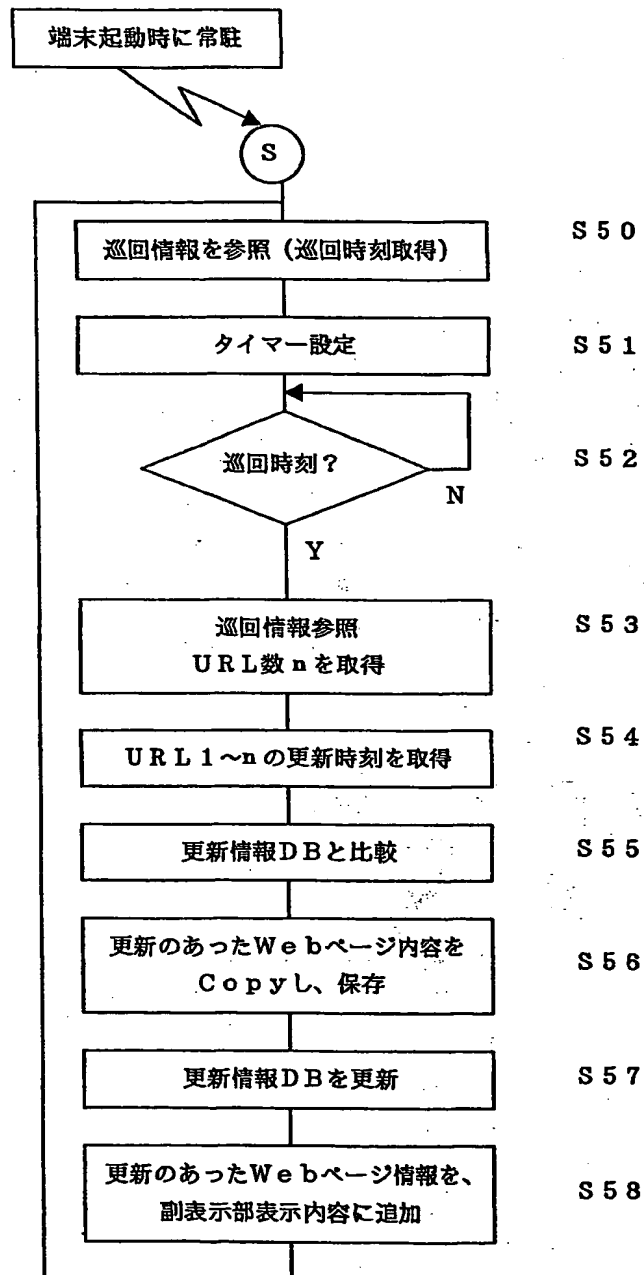 端末起動時に常駐
S
巡回情報を参照(巡回時刻取得)
S50
タイマー設定
S51
巡回時刻?
S52
N
Y
巡回情報参照
URL数nを取得
S53
URL1~nの更新時刻を取得
S54
更新情報DBと比較
S55
更新のあったWebページ内容を
Copyし、保存
S56
更新情報DBを更新
S57
更新のあったWebページ情報を、
副表示部表示内容に追加
S58